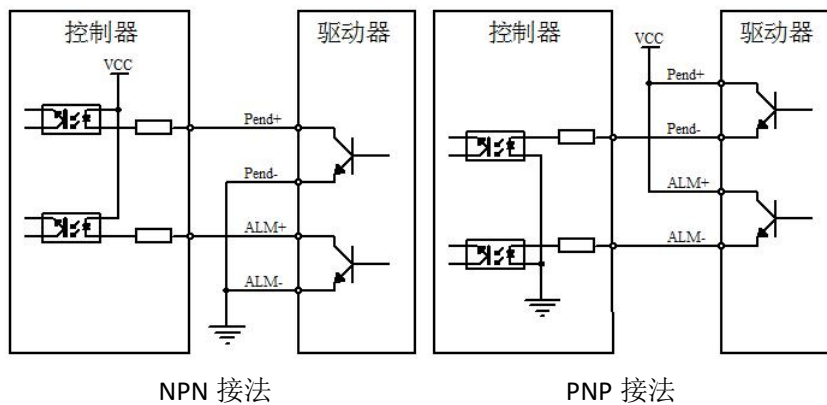 控制器
VCC
Pend+
Pend-
ALM+
ALM-
驱动器
NPN 接法
控制器
VCC
Pend+
Pend-
ALM+
ALM-
驱动器
PNP 接法